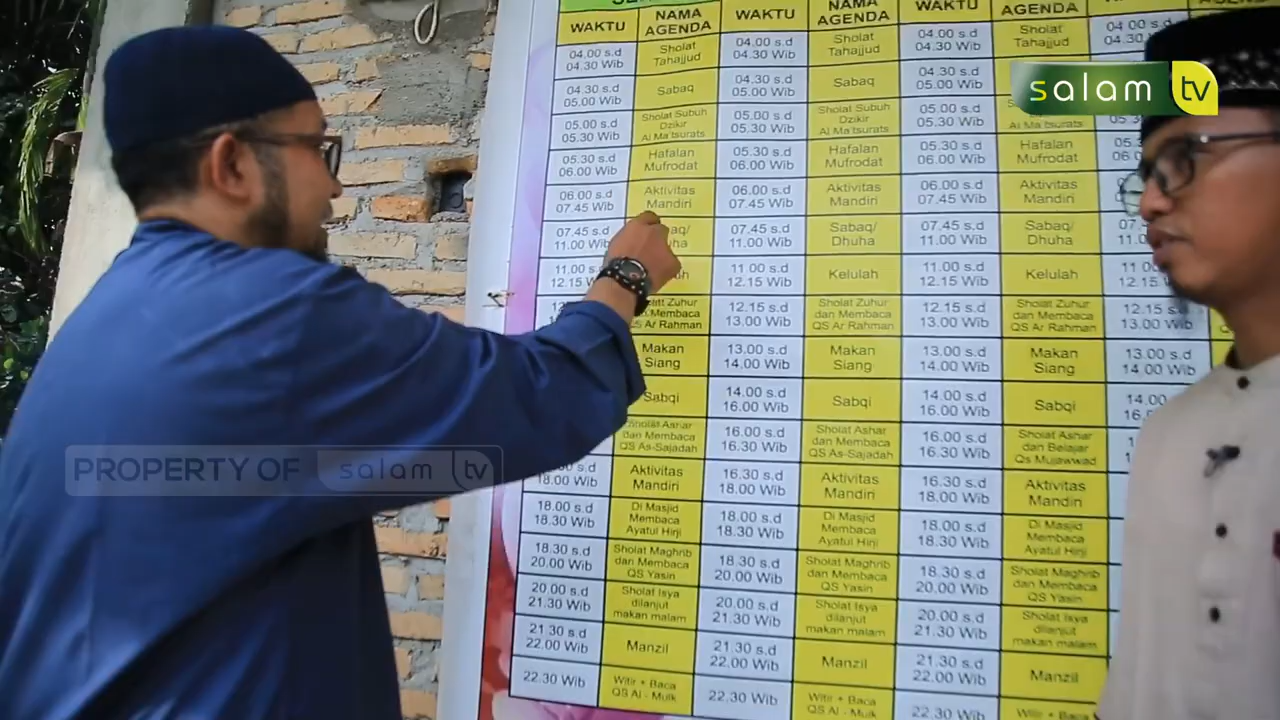 WAKTU NAMA AGENDA WAKTU NAMA AGENDA WAKTU AGENDA
04.00 s.d 04.30 Wib Sholat Tahajjud 04.00 s.d 04.30 Wib Sholat Tahajjud 04.00 s.d 04.30 Wib Sholat Tahajjud 04.00 s.d 04.30
04.30 s.d 05.00 Wib Sabaq 04.30 s.d 05.00 Wib Sabaq 04.30 s.d 05.00 Wib
salam tv
05.00 s.d 05.30 Wib Sholat Subuh Dzikir Al Ma'tsurats 05.00 s.d 05.30 Wib Sholat Subuh Dzikir Al Ma'tsurats 05.00 s.d 05.30 Wib Al Ma'tsurats
05.30 s.d 06.00 Wib Hafalan Mufrodat 05.30 s.d 06.00 Wib Hafalan Mufrodat 05.30 s.d 06.00 Wib Hafalan Mufrodat
06.00 s.d 07.45 Wib Aktivitas Mandiri 06.00 s.d 07.45 Wib Aktivitas Mandiri 06.00 s.d 07.45 Wib Aktivitas Mandiri
07.45 s.d 11.00 Wib 07.45 s.d 11.00 Wib Sabaq/ Dhuha 07.45 s.d 11.00 Wib Sabaq/ Dhuha
11.00 s.d 12.15 Wib 11.00 s.d 12.15 Wib Kelulah 11.00 s.d 12.15 Wib Kelulah
Zuhur Membaca QS Ar Rahman 12.15 s.d 13.00 Wib Sholat Zuhur dan Membaca QS Ar Rahman 12.15 s.d 13.00 Wib Sholat Zuhur dan Membaca QS Ar Rahman 12.15 s.d 13.00 Wib
Makan Siang 13.00 s.d 14.00 Wib Makan Siang 13.00 s.d 14.00 Wib Makan Siang 13.00 s.d 14.00 Wib
Sabqi 14.00 s.d 16.00 Wib Sabqi 14.00 s.d 16.00 Wib Sabqi 14.00
Sholat Ashar dan Membaca QS As-Sajadah 16.00 s.d 16.30 Wib Sholat Ashar dan Membaca QS As-Sajadah 16.00 s.d 16.30 Wib Sholat Ashar dan Belajar Qs Mujawwad
PROPERTY OF salam tv
18.00 Wib Aktivitas Mandiri 16.30 s.d 18.00 Wib Aktivitas Mandiri 16.30 s.d 18.00 Wib Aktivitas Mandiri
18.00 s.d 18.30 Wib Di Masjid Membaca Ayatul Hirji 18.00 s.d 18.30 Wib Di Masjid Membaca Ayatul Hirji 18.00 s.d 18.30 Wib Di Masjid Membaca Ayatul Hirji
18.30 s.d 20.00 Wib Sholat Maghrib dan Membaca QS Yasin 18.30 s.d 20.00 Wib Sholat Maghrib dan Membaca QS Yasin 18.30 s.d 20.00 Wib Sholat Maghrib dan Membaca QS Yasin
20.00 s.d 21.30 Wib Sholat Isya dilanjut makan malam 20.00 s.d 21.30 Wib Sholat Isya dilanjut makan malam 20.00 s.d 21.30 Wib Sholat Isya dilanjut makan malam
21.30 s.d 22.00 Wib Manzil 21.30 s.d 22.00 Wib Manzil 21.30 s.d 22.00 Wib Manzil
22.30 Wib Witir + Baca QS Al - Mulk 22.30 Wib Witir + Baca QS Al - Mulk 22.30 Wib Witir + Baca